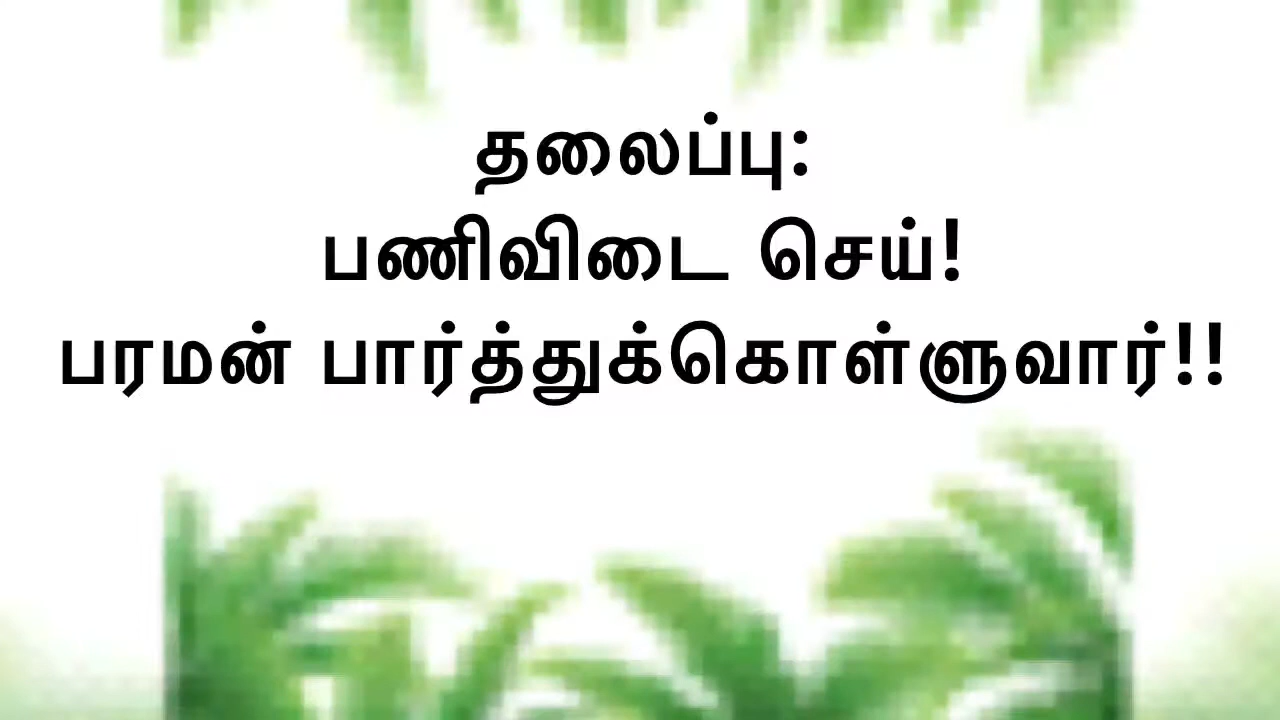 தலைப்பு:
பணிவிடை செய்!
பரமன் பார்த்துக்கொள்ளுவார்!!